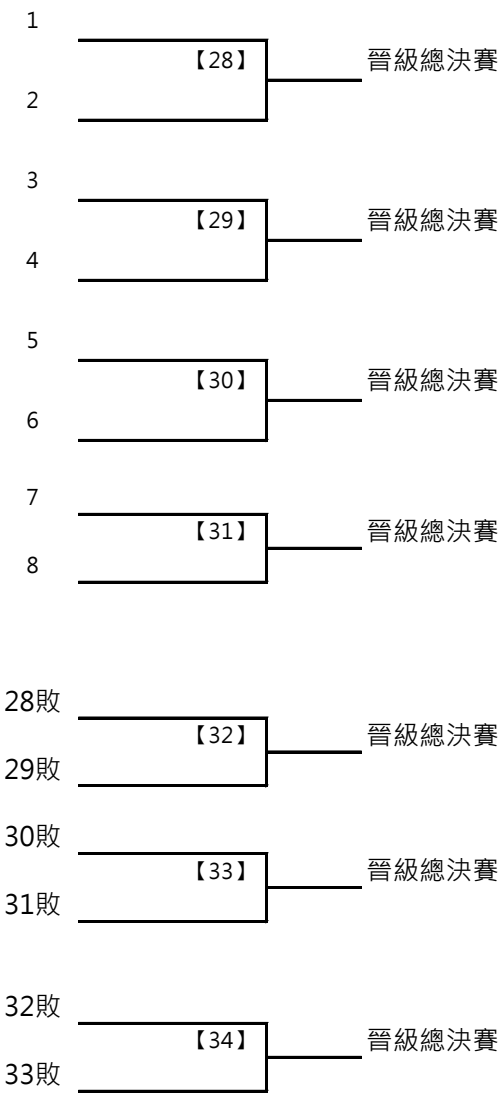 1
【28】 晉級總決賽
2
3
【29】 晉級總決賽
4
5
【30】 晉級總決賽
6
7
【31】 晉級總決賽
8
28敗
【32】 晉級總決賽
29敗
30敗
【33】 晉級總決賽
31敗
32敗
【34】 晉級總決賽
33敗